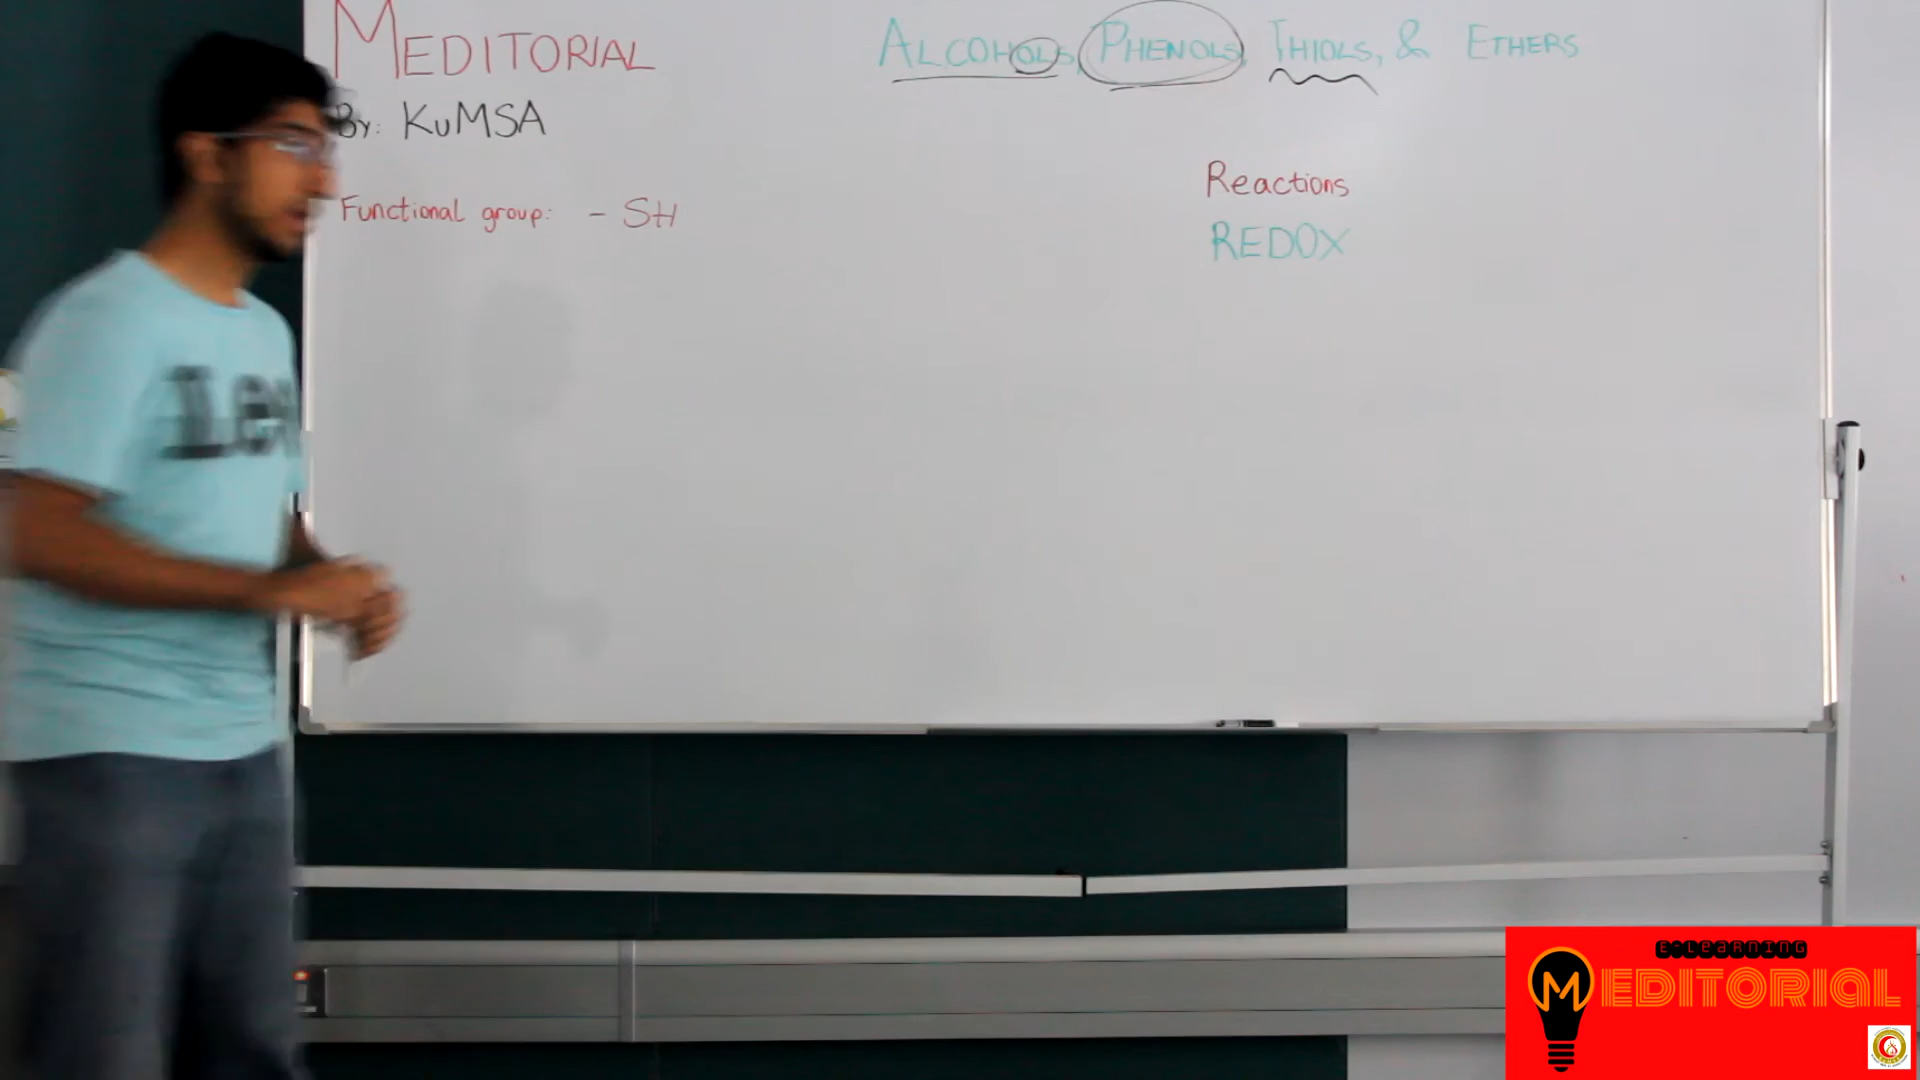 MEDITORIAL
By: KuMSA
ALCOHOLS, PHENOLS, THIOLS, & ETHERS
Functional group: - SH
Reactions
REDOX
E-LEARNING
MEDITORIAL